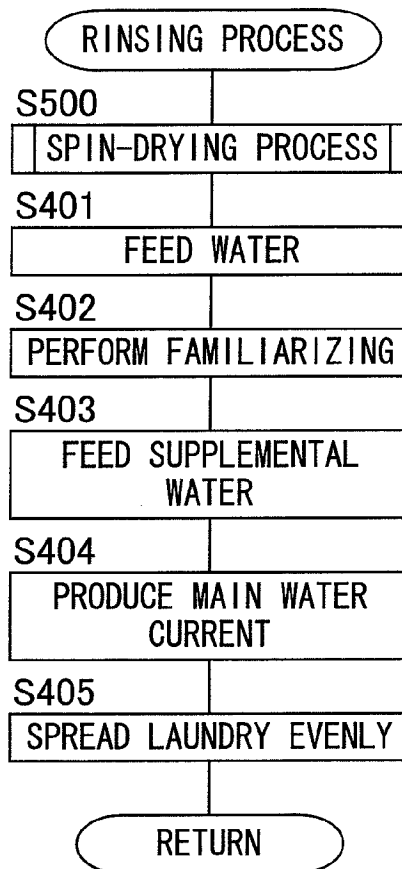 RINSING PROCESS
S500
SPIN-DRYING PROCESS
S401
FEED WATER
S402
PERFORM FAMILIARIZING
S403
FEED SUPPLEMENTAL
WATER
S404
PRODUCE MAIN WATER
CURRENT
S405
SPREAD LAUNDRY EVENLY
RETURN